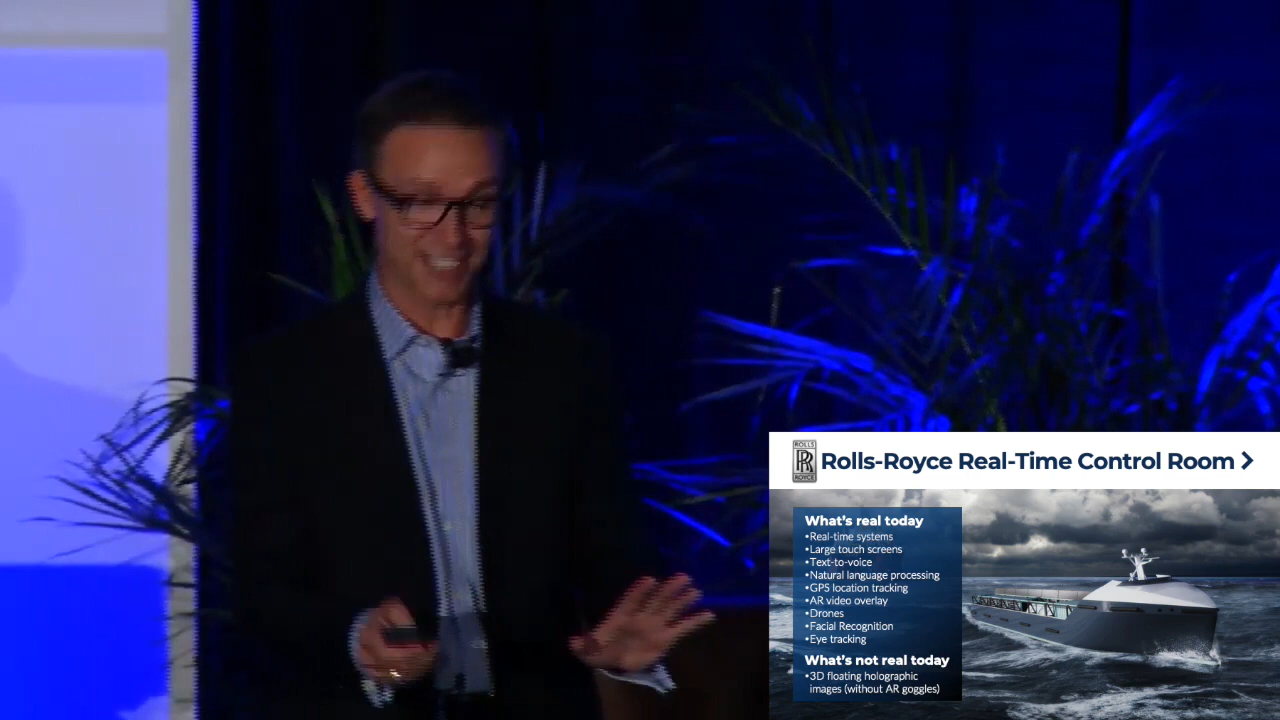 ROLLS
RR
ROYCE
Rolls-Royce Real-Time Control Room >
What's real today
•Real-time systems
•Large touch screens
•Text-to-voice
•Natural language processing
•GPS location tracking
•AR video overlay
•Drones
•Facial Recognition
•Eye tracking
What's not real today
•3D floating holographic
images (without AR goggles)